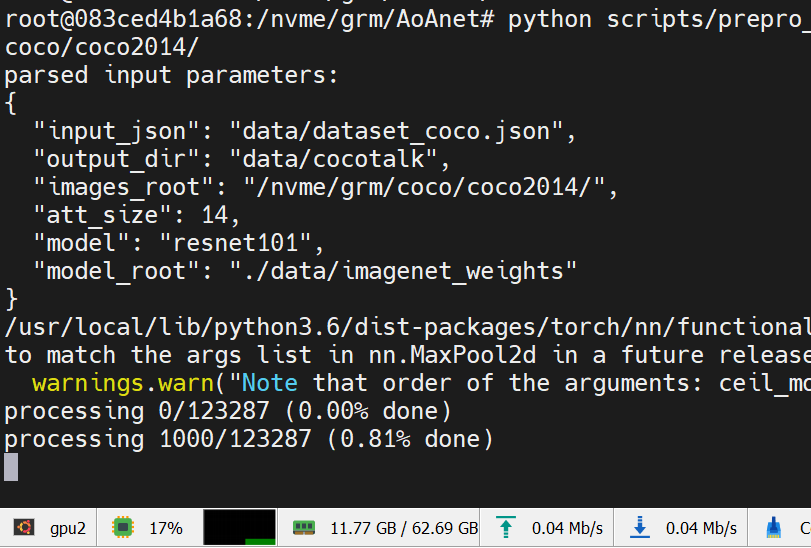 root@083ced4b1a68:/nvme/grm/AoAnet# python scripts/prepro_
coco/coco2014/
parsed input parameters:
{
  "input_json": "data/dataset_coco.json",
  "output_dir": "data/cocotalk",
  "images_root": "/nvme/grm/coco/coco2014/",
  "att_size": 14,
  "model": "resnet101",
  "model_root": "./data/imagenet_weights"
}
/usr/local/lib/python3.6/dist-packages/torch/nn/functional
to match the args list in nn.MaxPool2d in a future release
  warnings.warn("Note that order of the arguments: ceil_mo
processing 0/123287 (0.00% done)
processing 1000/123287 (0.81% done)
gpu2 17% 11.77 GB / 62.69 GB 0.04 Mb/s 0.04 Mb/s